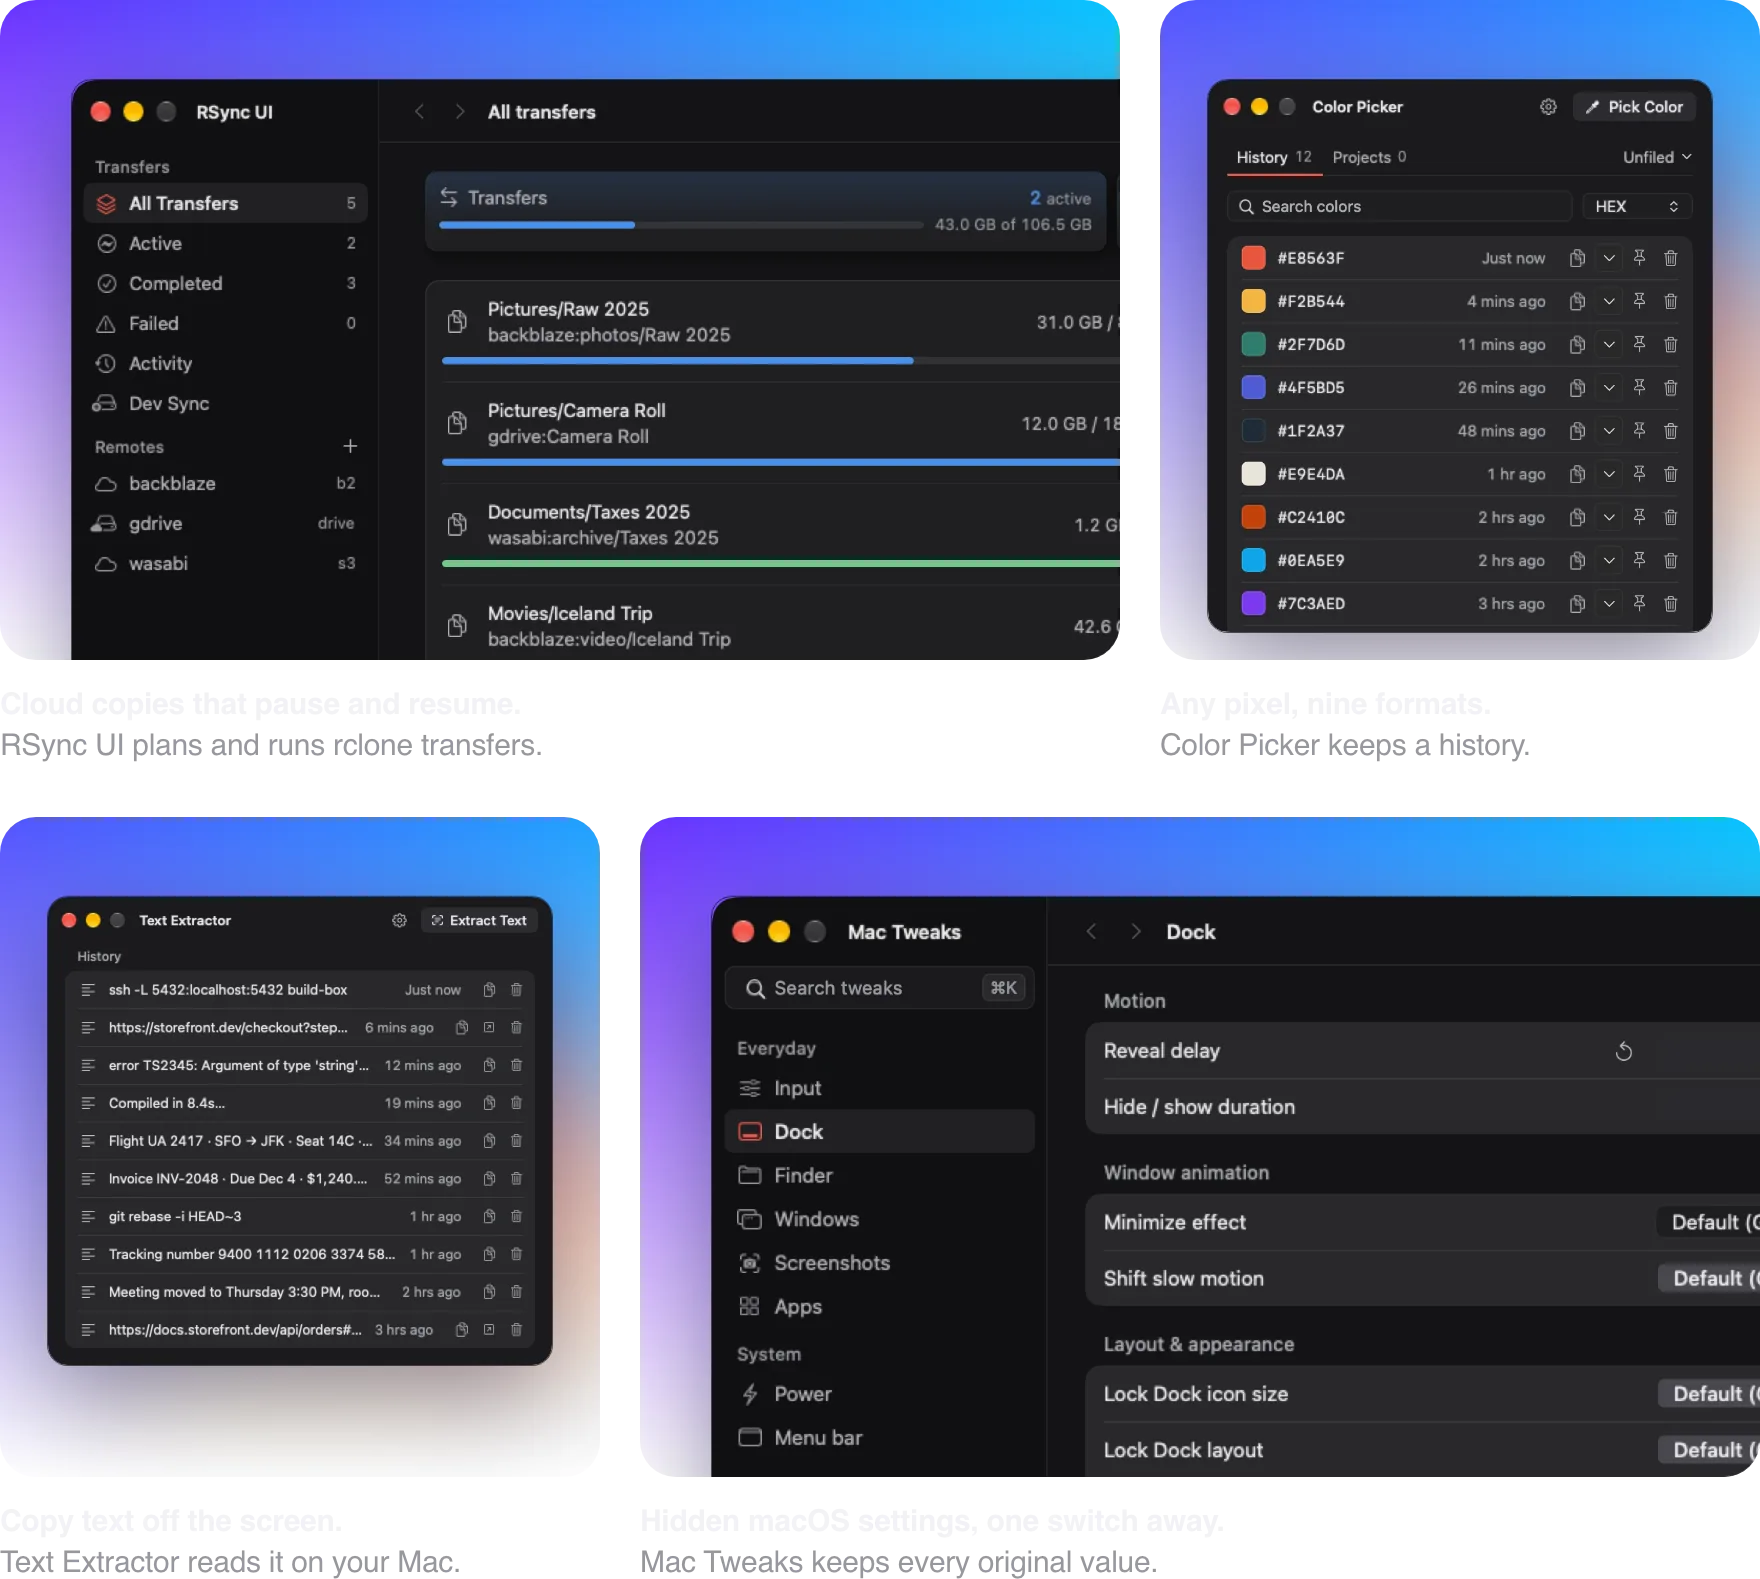 RSync UI
All transfers
Transfers
All Transfers 5
Active 2
Completed 3
Failed 0
Activity
Dev Sync
Remotes
backblaze b2
gdrive drive
wasabi s3
Transfers 2 active
43.0 GB of 106.5 GB
Pictures/Raw 2025
backblaze:photos/Raw 2025
31.0 GB /
Pictures/Camera Roll
gdrive:Camera Roll
12.0 GB / 18
Documents/Taxes 2025
wasabi:archive/Taxes 2025
1.2 G
Movies/Iceland Trip
backblaze:video/Iceland Trip
42.6
Cloud copies that pause and resume.
RSync UI plans and runs rclone transfers.
Color Picker
Pick Color
History 12 Projects 0 Unfiled
Search colors HEX
#E8563F Just now
#F2B544 4 mins ago
#2F7D6D 11 mins ago
#4F5BD5 26 mins ago
#1F2A37 48 mins ago
#E9E4DA 1 hr ago
#C2410C 2 hrs ago
#0EA5E9 2 hrs ago
#7C3AED 3 hrs ago
Any pixel, nine formats.
Color Picker keeps a history.
Text Extractor
Extract Text
History
ssh -L 5432:localhost:5432 build-box Just now
https://storefront.dev/checkout?step... 6 mins ago
error TS2345: Argument of type 'string'... 12 mins ago
Compiled in 8.4s... 19 mins ago
Flight UA 2417 · SFO → JFK · Seat 14C ·... 34 mins ago
Invoice INV-2048 · Due Dec 4 · $1,240.... 52 mins ago
git rebase -i HEAD~3 1 hr ago
Tracking number 9400 1112 0206 3374 58... 1 hr ago
Meeting moved to Thursday 3:30 PM, roo... 2 hrs ago
https://docs.storefront.dev/api/orders#... 3 hrs ago
Copy text off the screen.
Text Extractor reads it on your Mac.
Mac Tweaks
Dock
Search tweaks ⌘K
Everyday
Input
Dock
Finder
Windows
Screenshots
Apps
System
Power
Menu bar
Motion
Reveal delay
Hide / show duration
Window animation
Minimize effect Default (
Shift slow motion Default (
Layout & appearance
Lock Dock icon size Default (
Lock Dock layout Default (
Hidden macOS settings, one switch away.
Mac Tweaks keeps every original value.